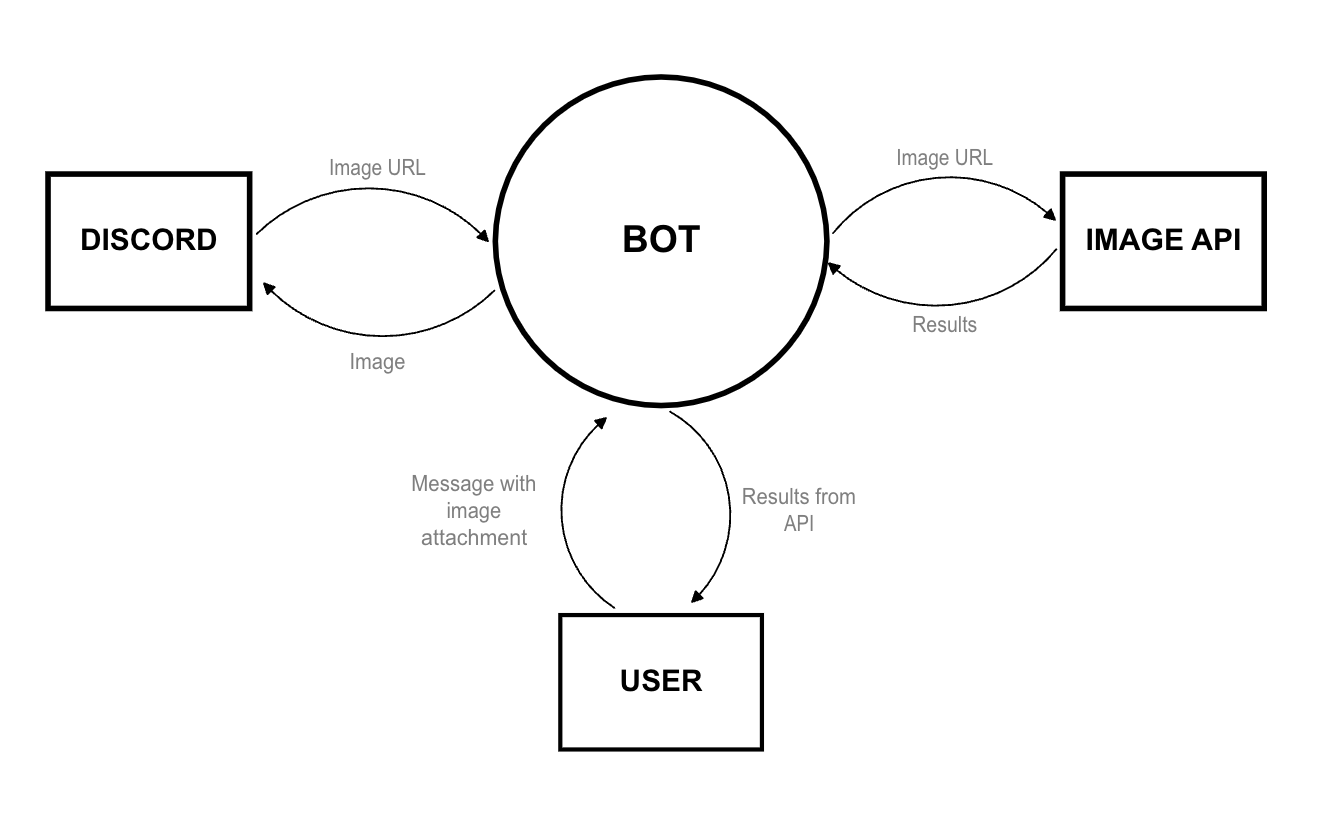 Image URL
DISCORD
Image
BOT
Image URL
IMAGE API
Results
Message with
image
attachment
Results from
API
USER